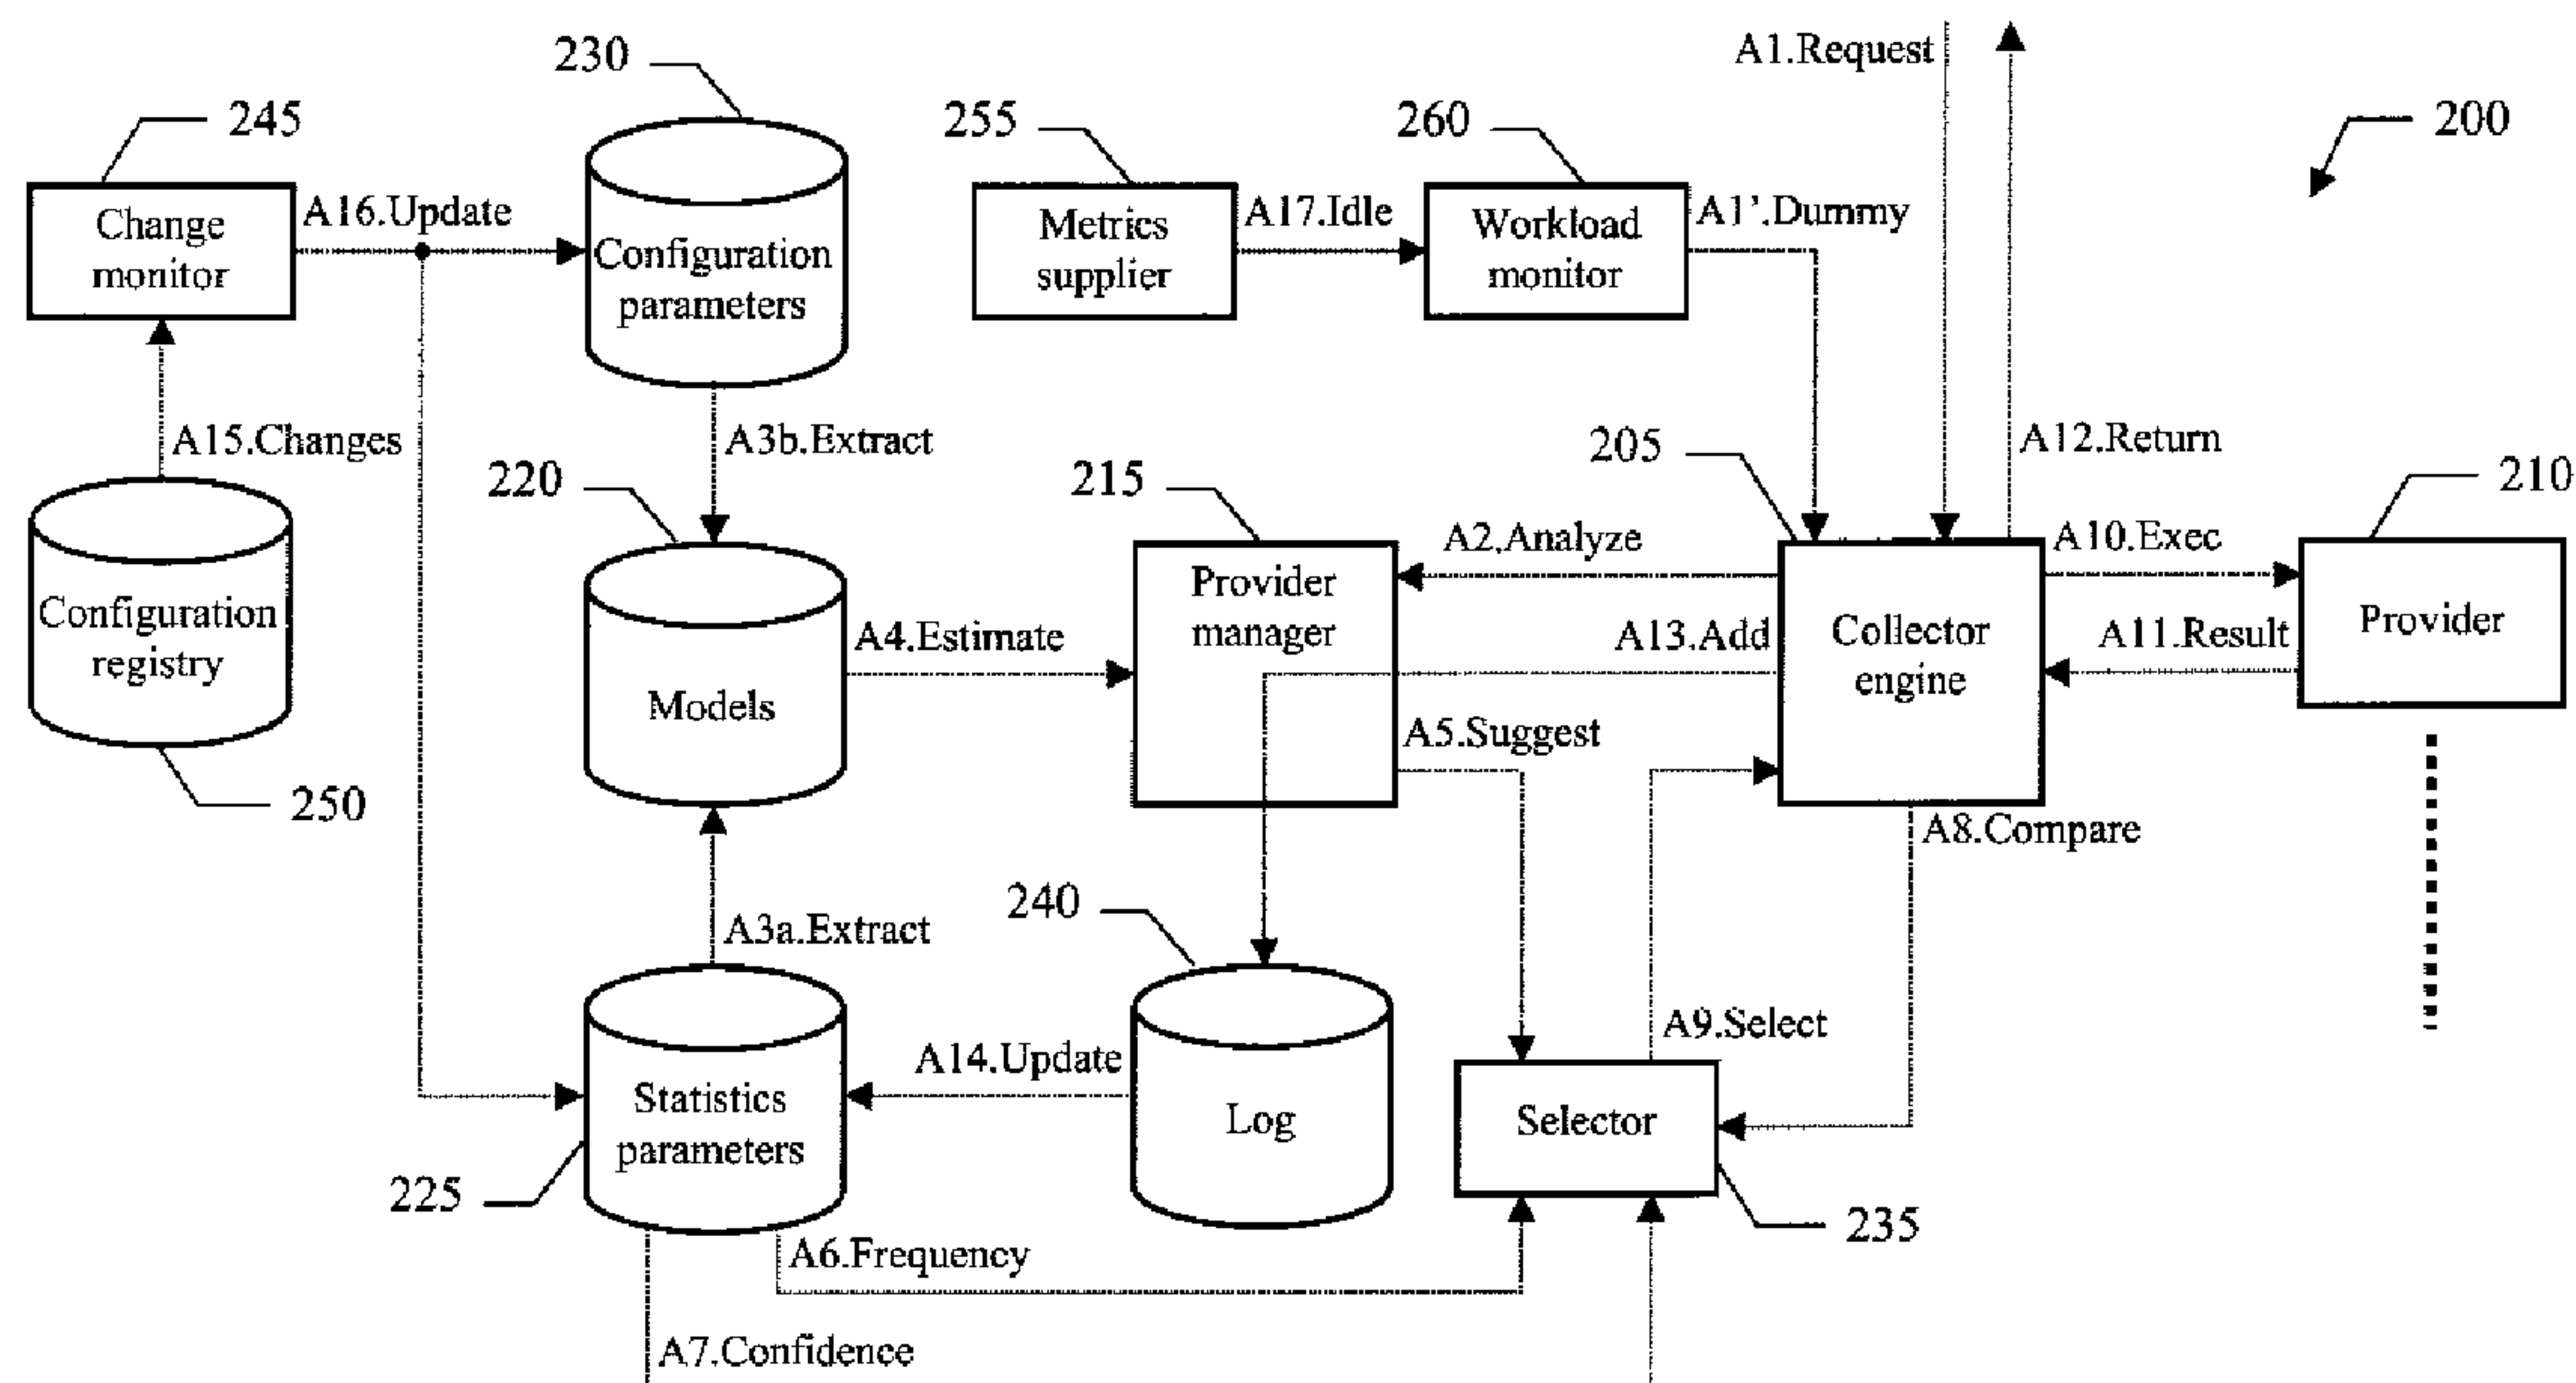 230
A1.Request
245
255
260
200
Change
monitor
A16.Update
Configuration
parameters
Metrics
supplier
A17.Idle
Workload
monitor
A1'.Dummy
A15.Changes
A3b.Extract
220
215
205
A12.Return
210
Configuration
registry
A2.Analyze
A10.Exec
Provider
manager
A4.Estimate
A13.Add
Collector
engine
A11.Result
Provider
Models
A5.Suggest
250
A8.Compare
A3a.Extract
240
A9.Select
A14.Update
Statistics
parameters
Log
Selector
225
235
A6.Frequency
A7.Confidence